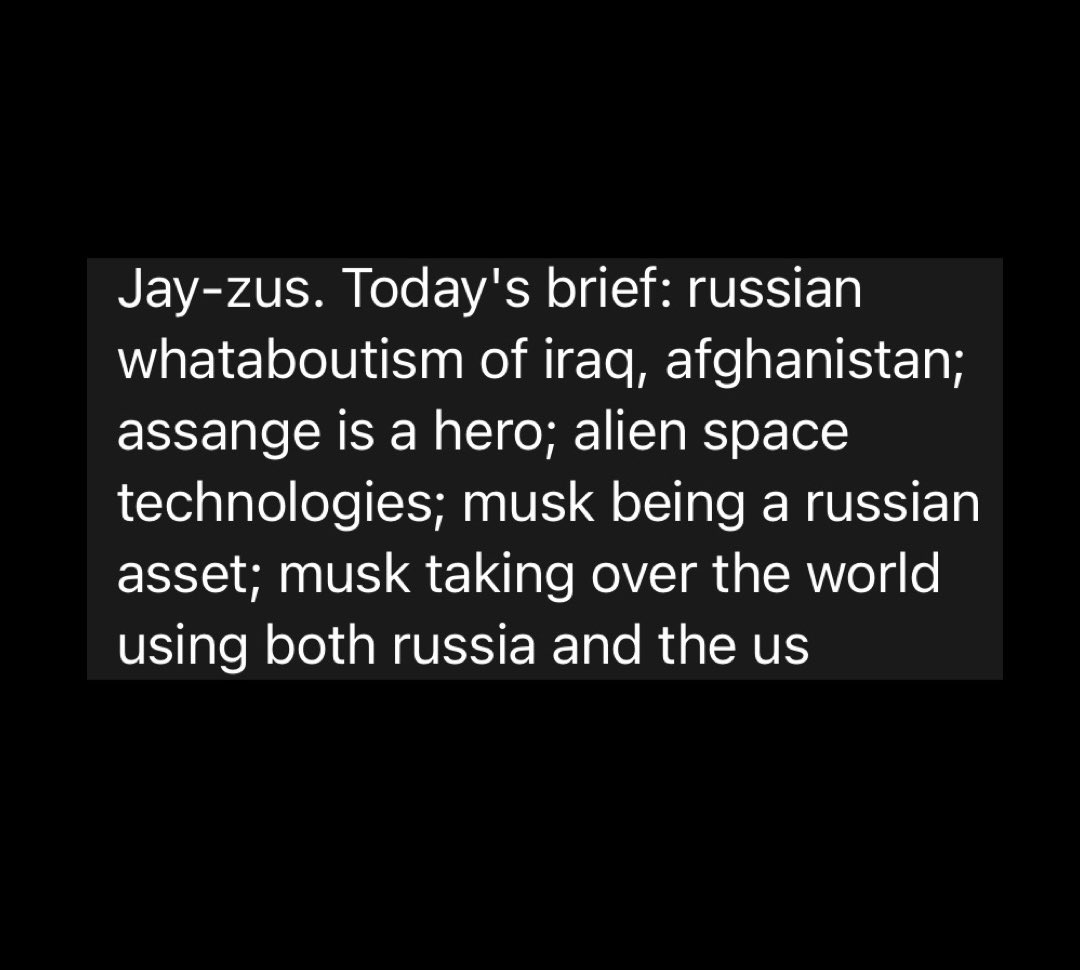 Jay-zus. Today's brief: russian
whataboutism of iraq, afghanistan;
assange is a hero; alien space
technologies; musk being a russian
asset; musk taking over the world
using both russia and the us